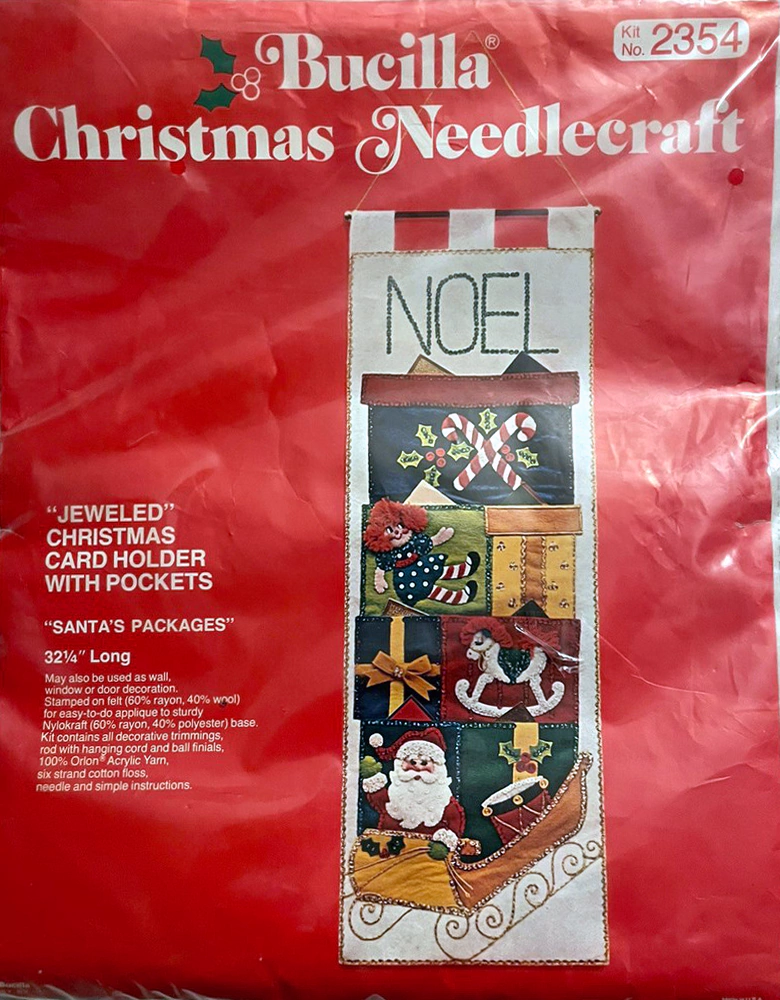 Bucilla®
Kit
No. 2354
Christmas Needlecraft
NOEL
"JEWELED"
CHRISTMAS
CARD HOLDER
WITH POCKETS
"SANTA'S PACKAGES"
32¼" Long
May also be used as wall,
window or door decoration.
Stamped on felt (60% rayon, 40% wool)
for easy-to-do applique to sturdy
Nylokraft (60% rayon, 40% polyester) base.
Kit contains all decorative trimmings,
rod with hanging cord and ball finials,
100% Orlon® Acrylic Yarn,
six strand cotton floss,
needle and simple instructions.